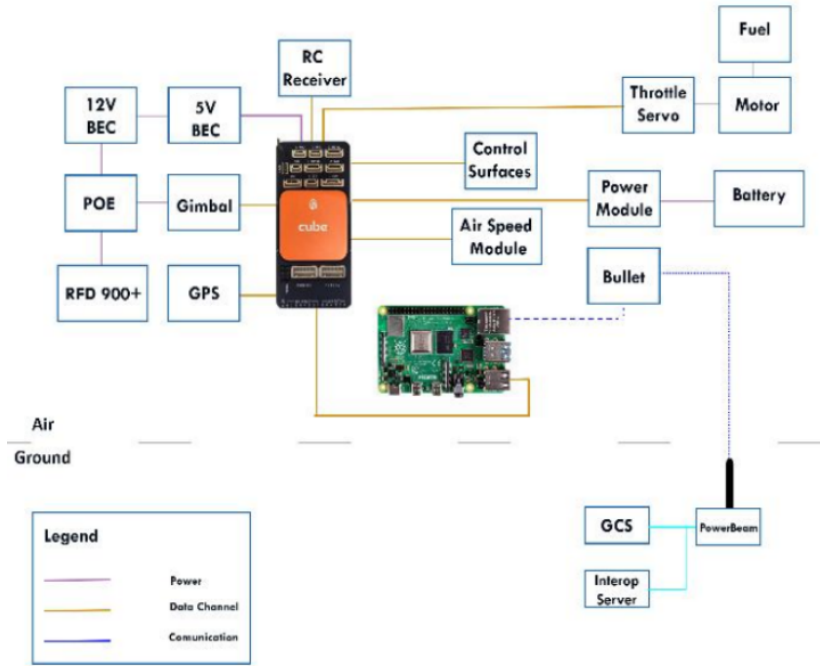 Fuel
RC
Receiver
12V
BEC
5V
BEC
Throttle
Servo
Motor
Control
Surfaces
POE
Gimbal
cube
Power
Module
Battery
Air Speed
Module
RFD 900+
GPS
Bullet
Air
Ground
GCS
PowerBeam
Interop
Server
Legend
Power
Data Channel
Comunication